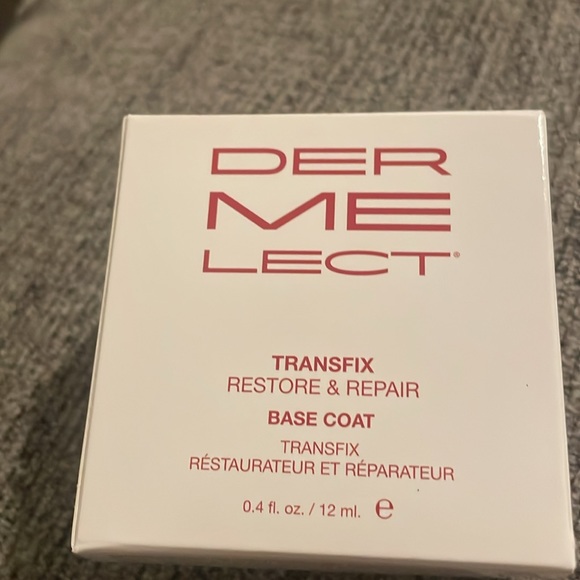 DER
ME
LECT®
TRANSFIX
RESTORE & REPAIR
BASE COAT
TRANSFIX
RÉSTAURATEUR ET RÉPARATEUR
0.4 fl. oz. / 12 ml. ℮